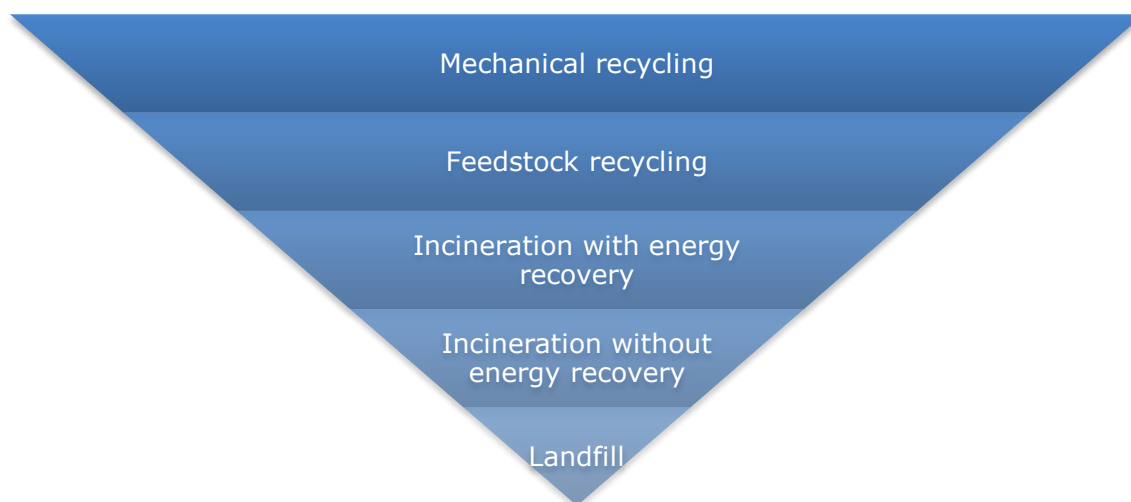 Mechanical recycling
Feedstock recycling
Incineration with energy
recovery
Incineration without
energy recovery
Landfill